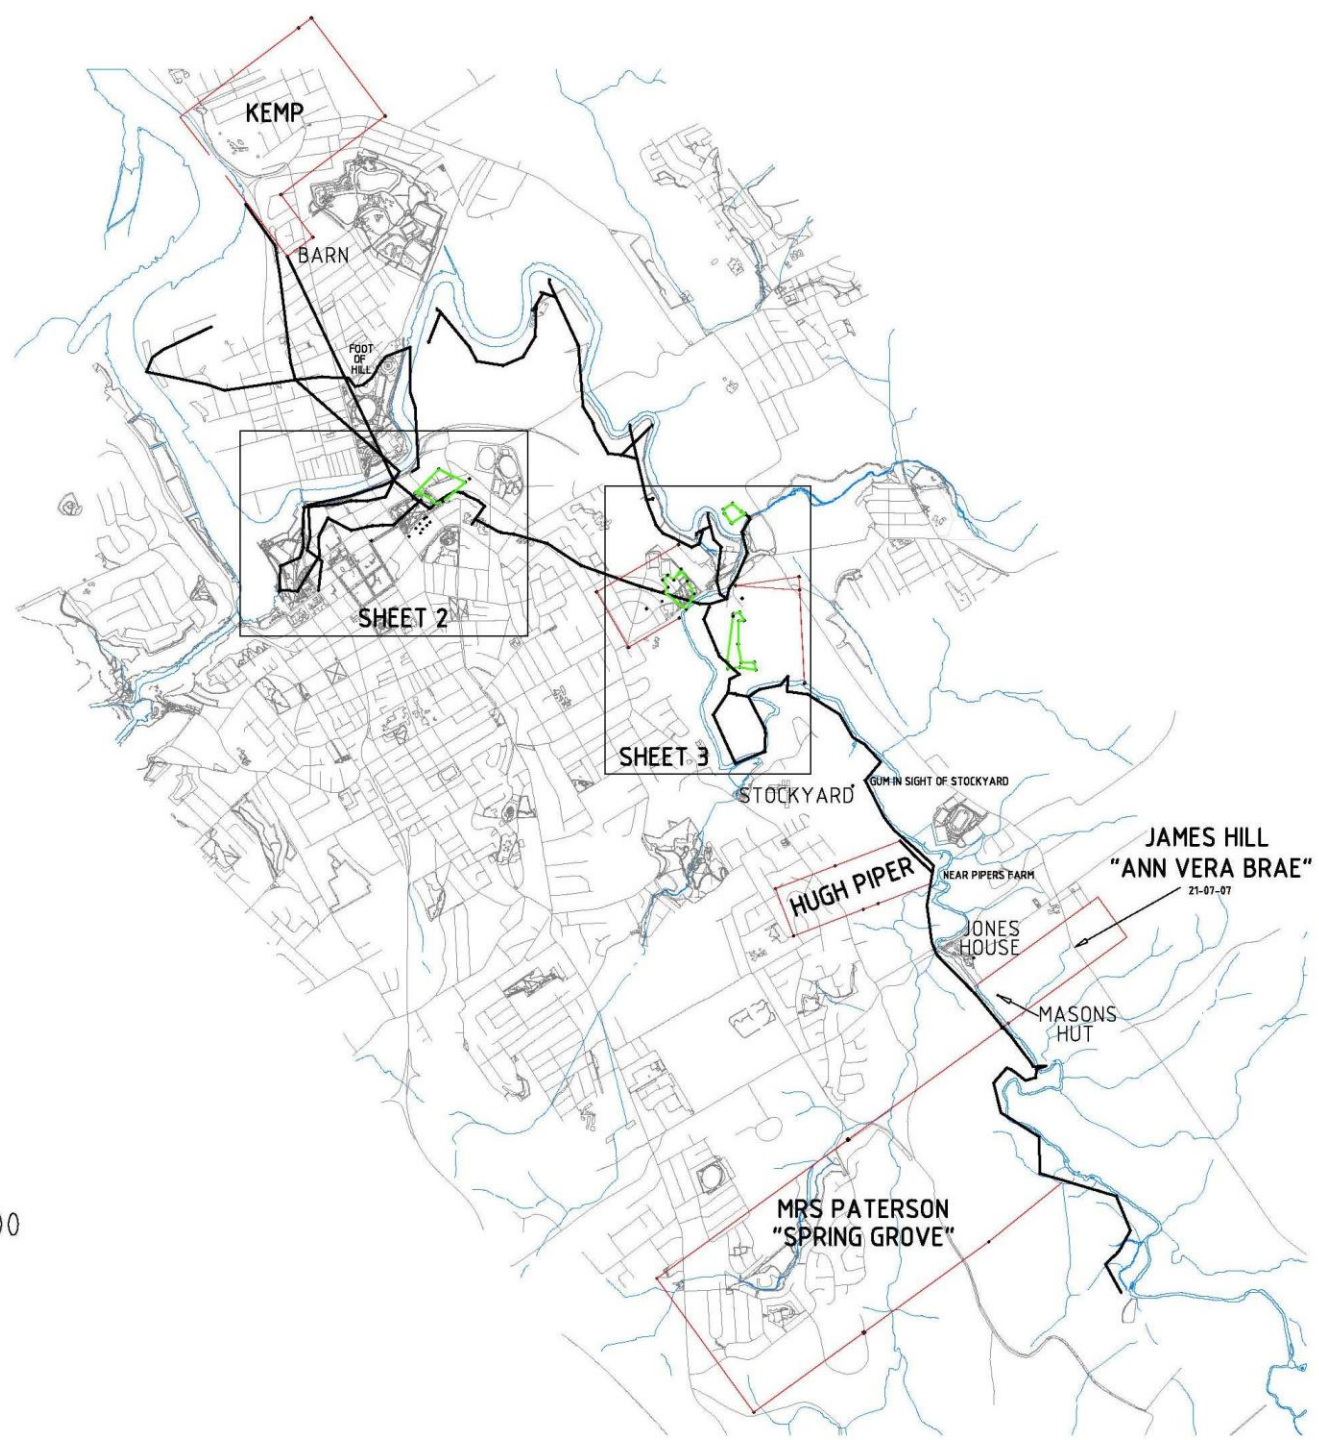 KEMP
BARN
FOOT
OF
HILL
SHEET 2
SHEET 3
STOCKYARD
GUM IN SIGHT OF STOCKYARD
JAMES HILL
"ANN VERA BRAE"
21-07-07
HUGH PIPER
NEAR PIPERS FARM
JONES
HOUSE
MASONS
HUT
MRS PATERSON
"SPRING GROVE"